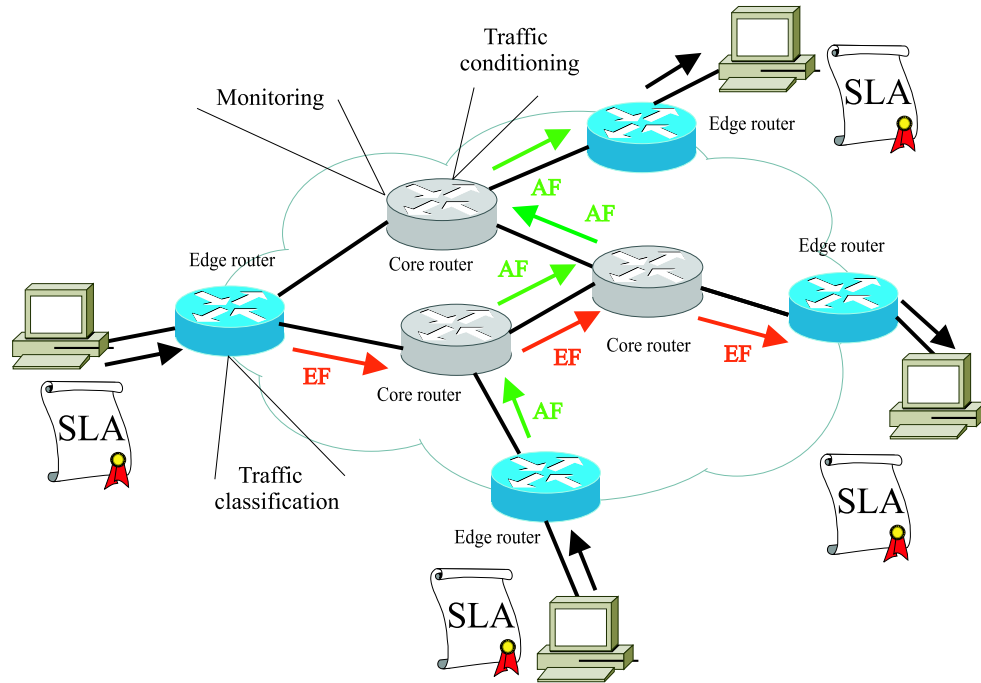 Traffic
conditioning
Monitoring
SLA
Edge router
AF
AF
Edge router
Edge router
Core router
AF
Core router
EF
EF
EF
Core router
AF
SLA
Traffic
classification
SLA
Edge router
SLA